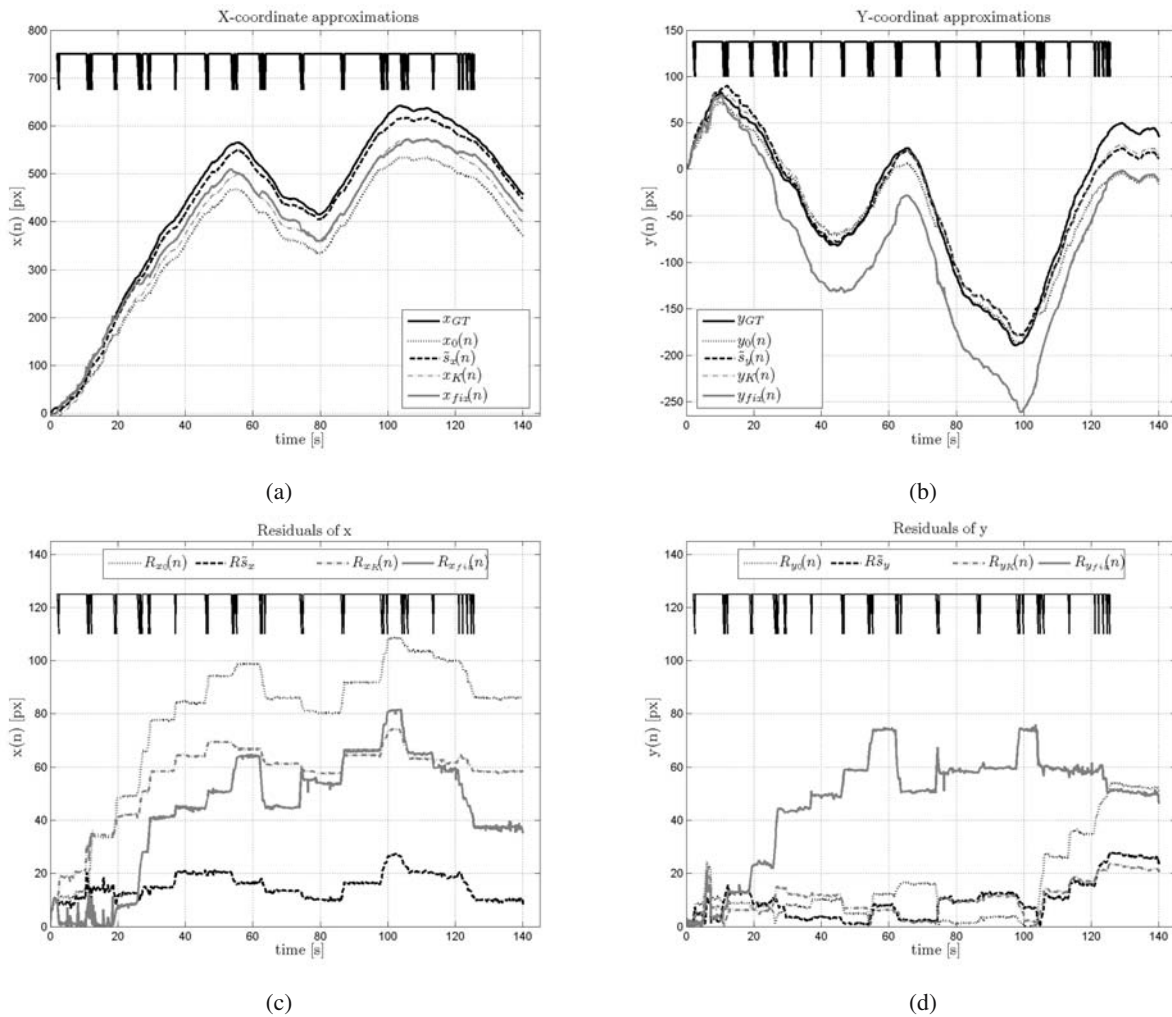 X-coordinate approximations
800
700
600
500
400
300
200
100
0
x(n) [px]
x_GT
x_0(n)
s̃_x(n)
x_K(n)
x_fix(n)
0 20 40 60 80 100 120 140
time [s]
(a)
Y-coordinat approximations
150
100
50
0
-50
-100
-150
-200
-250
y(n) [px]
y_GT
y_0(n)
s̃_y(n)
y_K(n)
y_fix(n)
0 20 40 60 80 100 120 140
time [s]
(b)
Residuals of x
R_x0(n) Rs̃_x R_xK(n) R_xfix(n)
140
120
100
80
60
40
20
0
x(n) [px]
0 20 40 60 80 100 120 140
time [s]
(c)
Residuals of y
R_y0(n) Rs̃_y R_yK(n) R_yfix(n)
140
120
100
80
60
40
20
0
y(n) [px]
0 20 40 60 80 100 120 140
time [s]
(d)